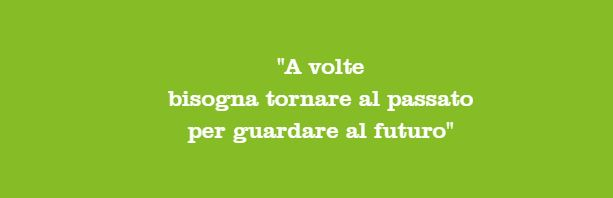 "A volte
bisogna tornare al passato
per guardare al futuro"